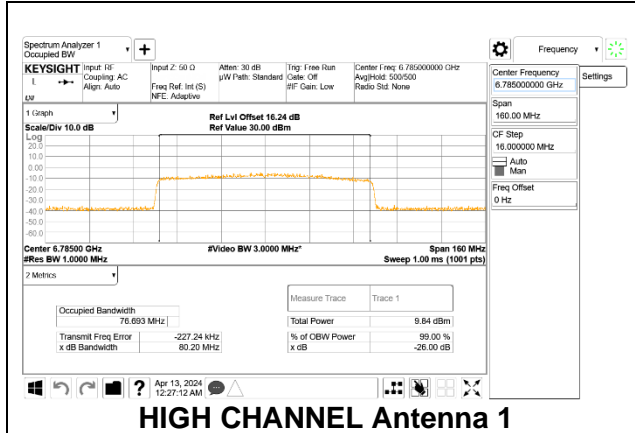 Spectrum Analyzer 1
Occupied BW
Frequency
KEYSIGHT
Input: RF
Coupling: AC
Align: Auto
Input Z: 50 Ω
Freq Ref: Int (S)
NFE: Adaptive
Atten: 30 dB
µW Path: Standard
Trig: Free Run
Gate: Off
#IF Gain: Low
Center Freq: 6.785000000 GHz
Avg|Hold: 500/500
Radio Std: None
L
Center Frequency
6.785000000 GHz
Settings
Span
160.00 MHz
CF Step
16.000000 MHz
Auto
Man
Freq Offset
0 Hz
1 Graph
Scale/Div 10.0 dB
Ref Lvl Offset 16.24 dB
Ref Value 30.00 dBm
Log
20.0
10.0
0.00
-10.0
-20.0
-30.0
-40.0
-50.0
-60.0
Center 6.78500 GHz
#Video BW 3.0000 MHz*
Span 160 MHz
#Res BW 1.0000 MHz
Sweep 1.00 ms (1001 pts)
2 Metrics
Measure Trace
Trace 1
Occupied Bandwidth
76.693 MHz
Total Power
9.64 dBm
Transmit Freq Error
-227.24 kHz
% of OBW Power
99.00 %
x dB Bandwidth
80.20 MHz
x dB
-26.00 dB
?
Apr 13, 2024
12:27:12 AM
HIGH CHANNEL Antenna 1